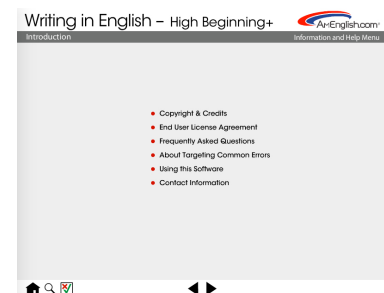 Writing in English – High Beginning+
AMENGLISH.COM®
Introduction
Information and Help Menu
Copyright & Credits
End User License Agreement
Frequently Asked Questions
About Targeting Common Errors
Using this Software
Contact Information